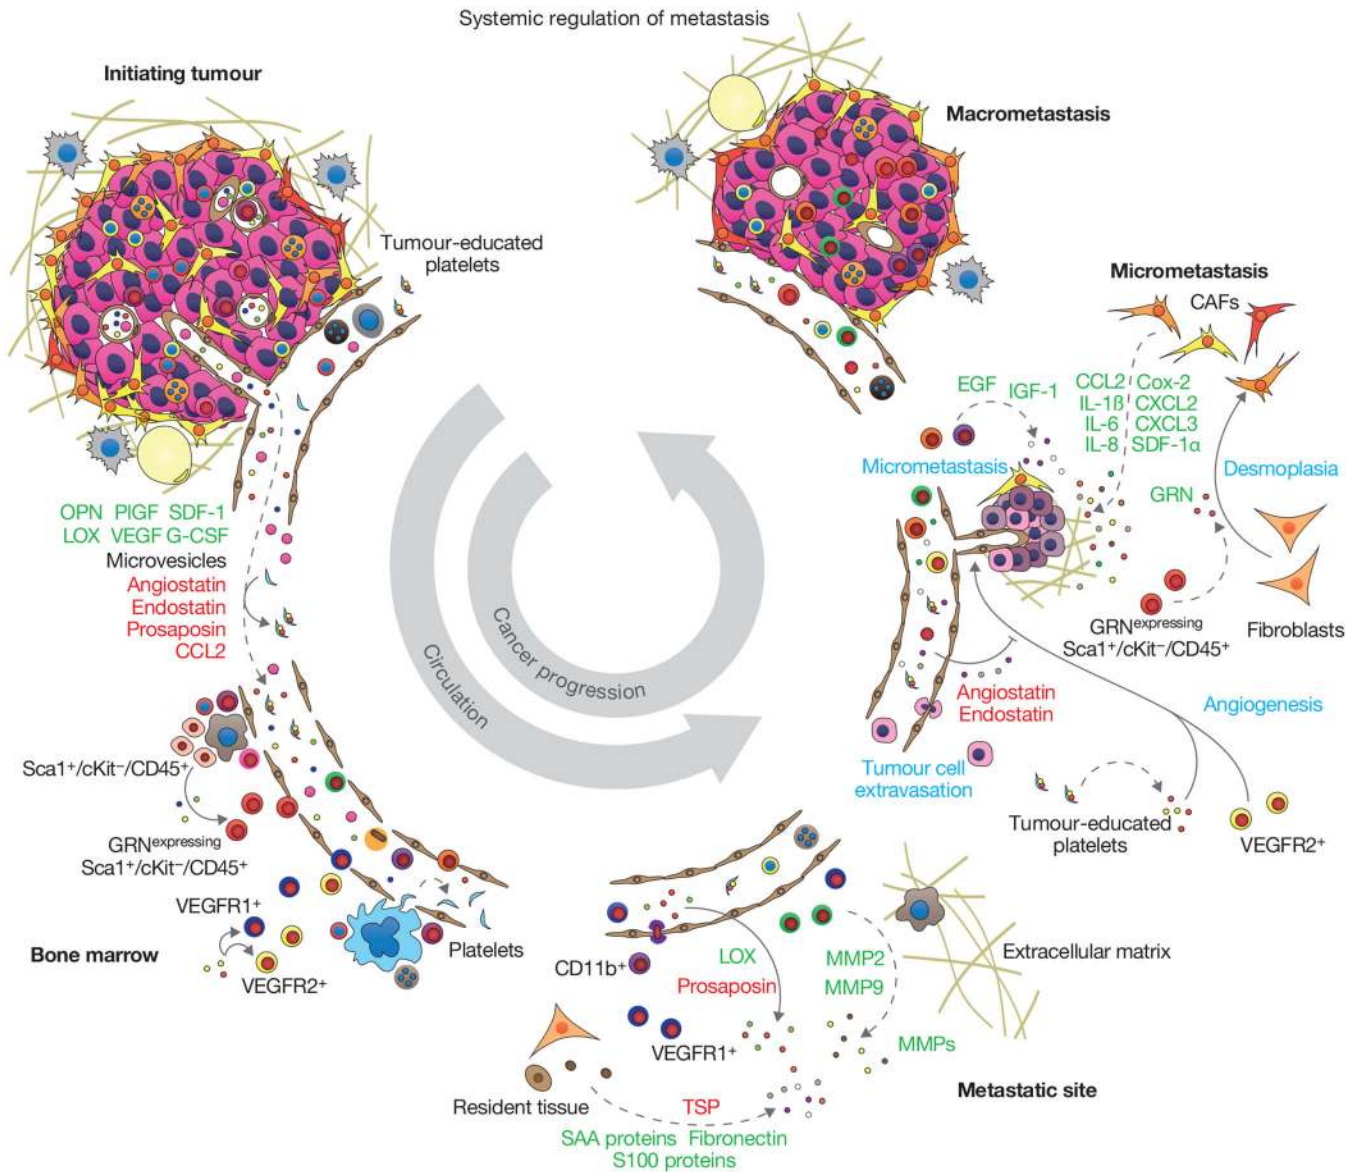 Systemic regulation of metastasis
Initiating tumour
Tumour-educated
platelets
OPN PIGF SDF-1
LOX VEGF G-CSF
Microvesicles
Angiostatin
Endostatin
Prosaposin
CCL2
Sca1⁺/cKit⁻/CD45⁺
GRNᵉˣᵖʳᵉˢˢⁱⁿᵍ
Sca1⁺/cKit⁻/CD45⁺
VEGFR1⁺
Bone marrow
VEGFR2⁺
Platelets
Circulation
Cancer progression
CD11b⁺
LOX
Prosaposin
VEGFR1⁺
MMP2
MMP9
MMPs
Extracellular matrix
Metastatic site
Resident tissue
TSP
SAA proteins Fibronectin
S100 proteins
Macrometastasis
Micrometastasis
CAFs
EGF IGF-1
CCL2 Cox-2
IL-1ß CXCL2
IL-6 CXCL3
IL-8 SDF-1α
Micrometastasis
Desmoplasia
GRN
GRNᵉˣᵖʳᵉˢˢⁱⁿᵍ
Sca1⁺/cKit⁻/CD45⁺
Fibroblasts
Angiostatin
Endostatin
Angiogenesis
Tumour cell
extravasation
Tumour-educated
platelets
VEGFR2⁺